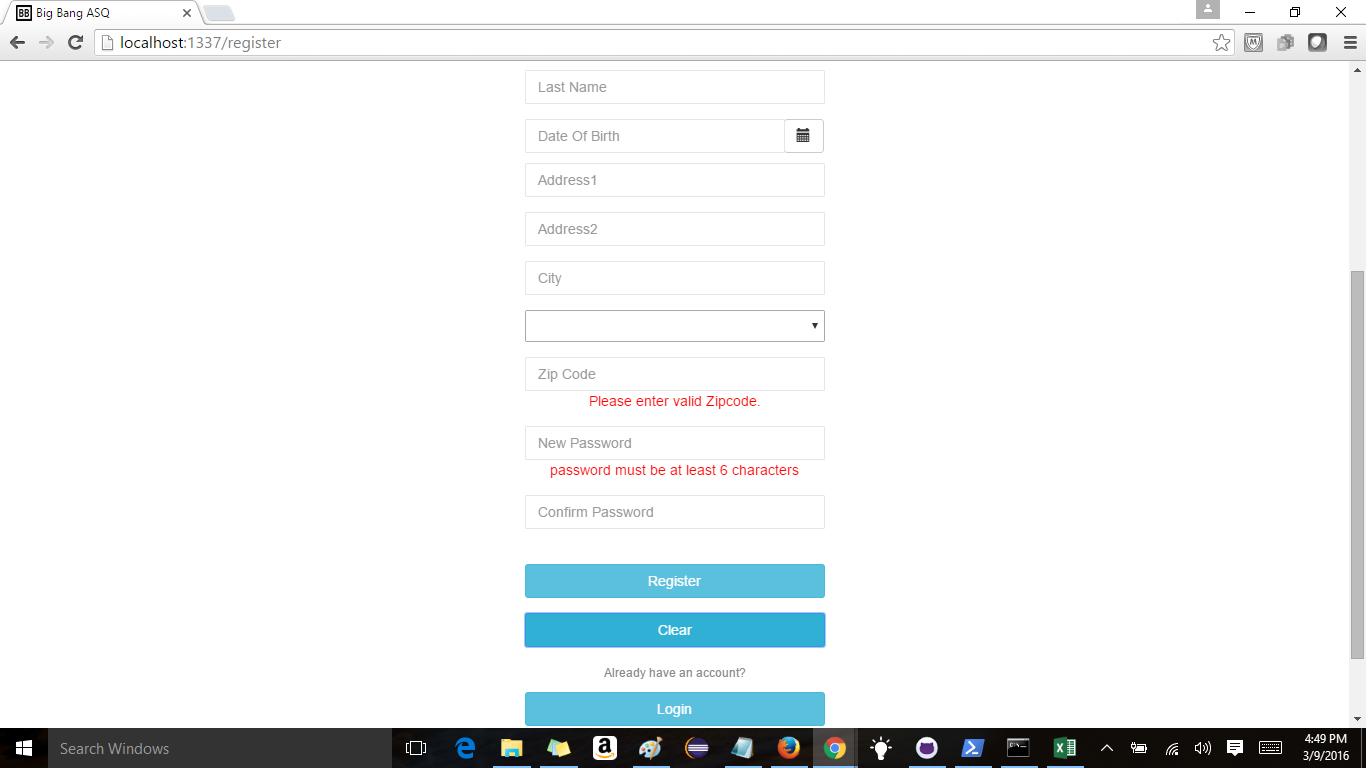 BB Big Bang ASQ
localhost:1337/register
Last Name
Date Of Birth
Address1
Address2
City
Zip Code
Please enter valid Zipcode.
New Password
password must be at least 6 characters
Confirm Password
Register
Clear
Already have an account?
Login
Search Windows
4:49 PM
3/9/2016